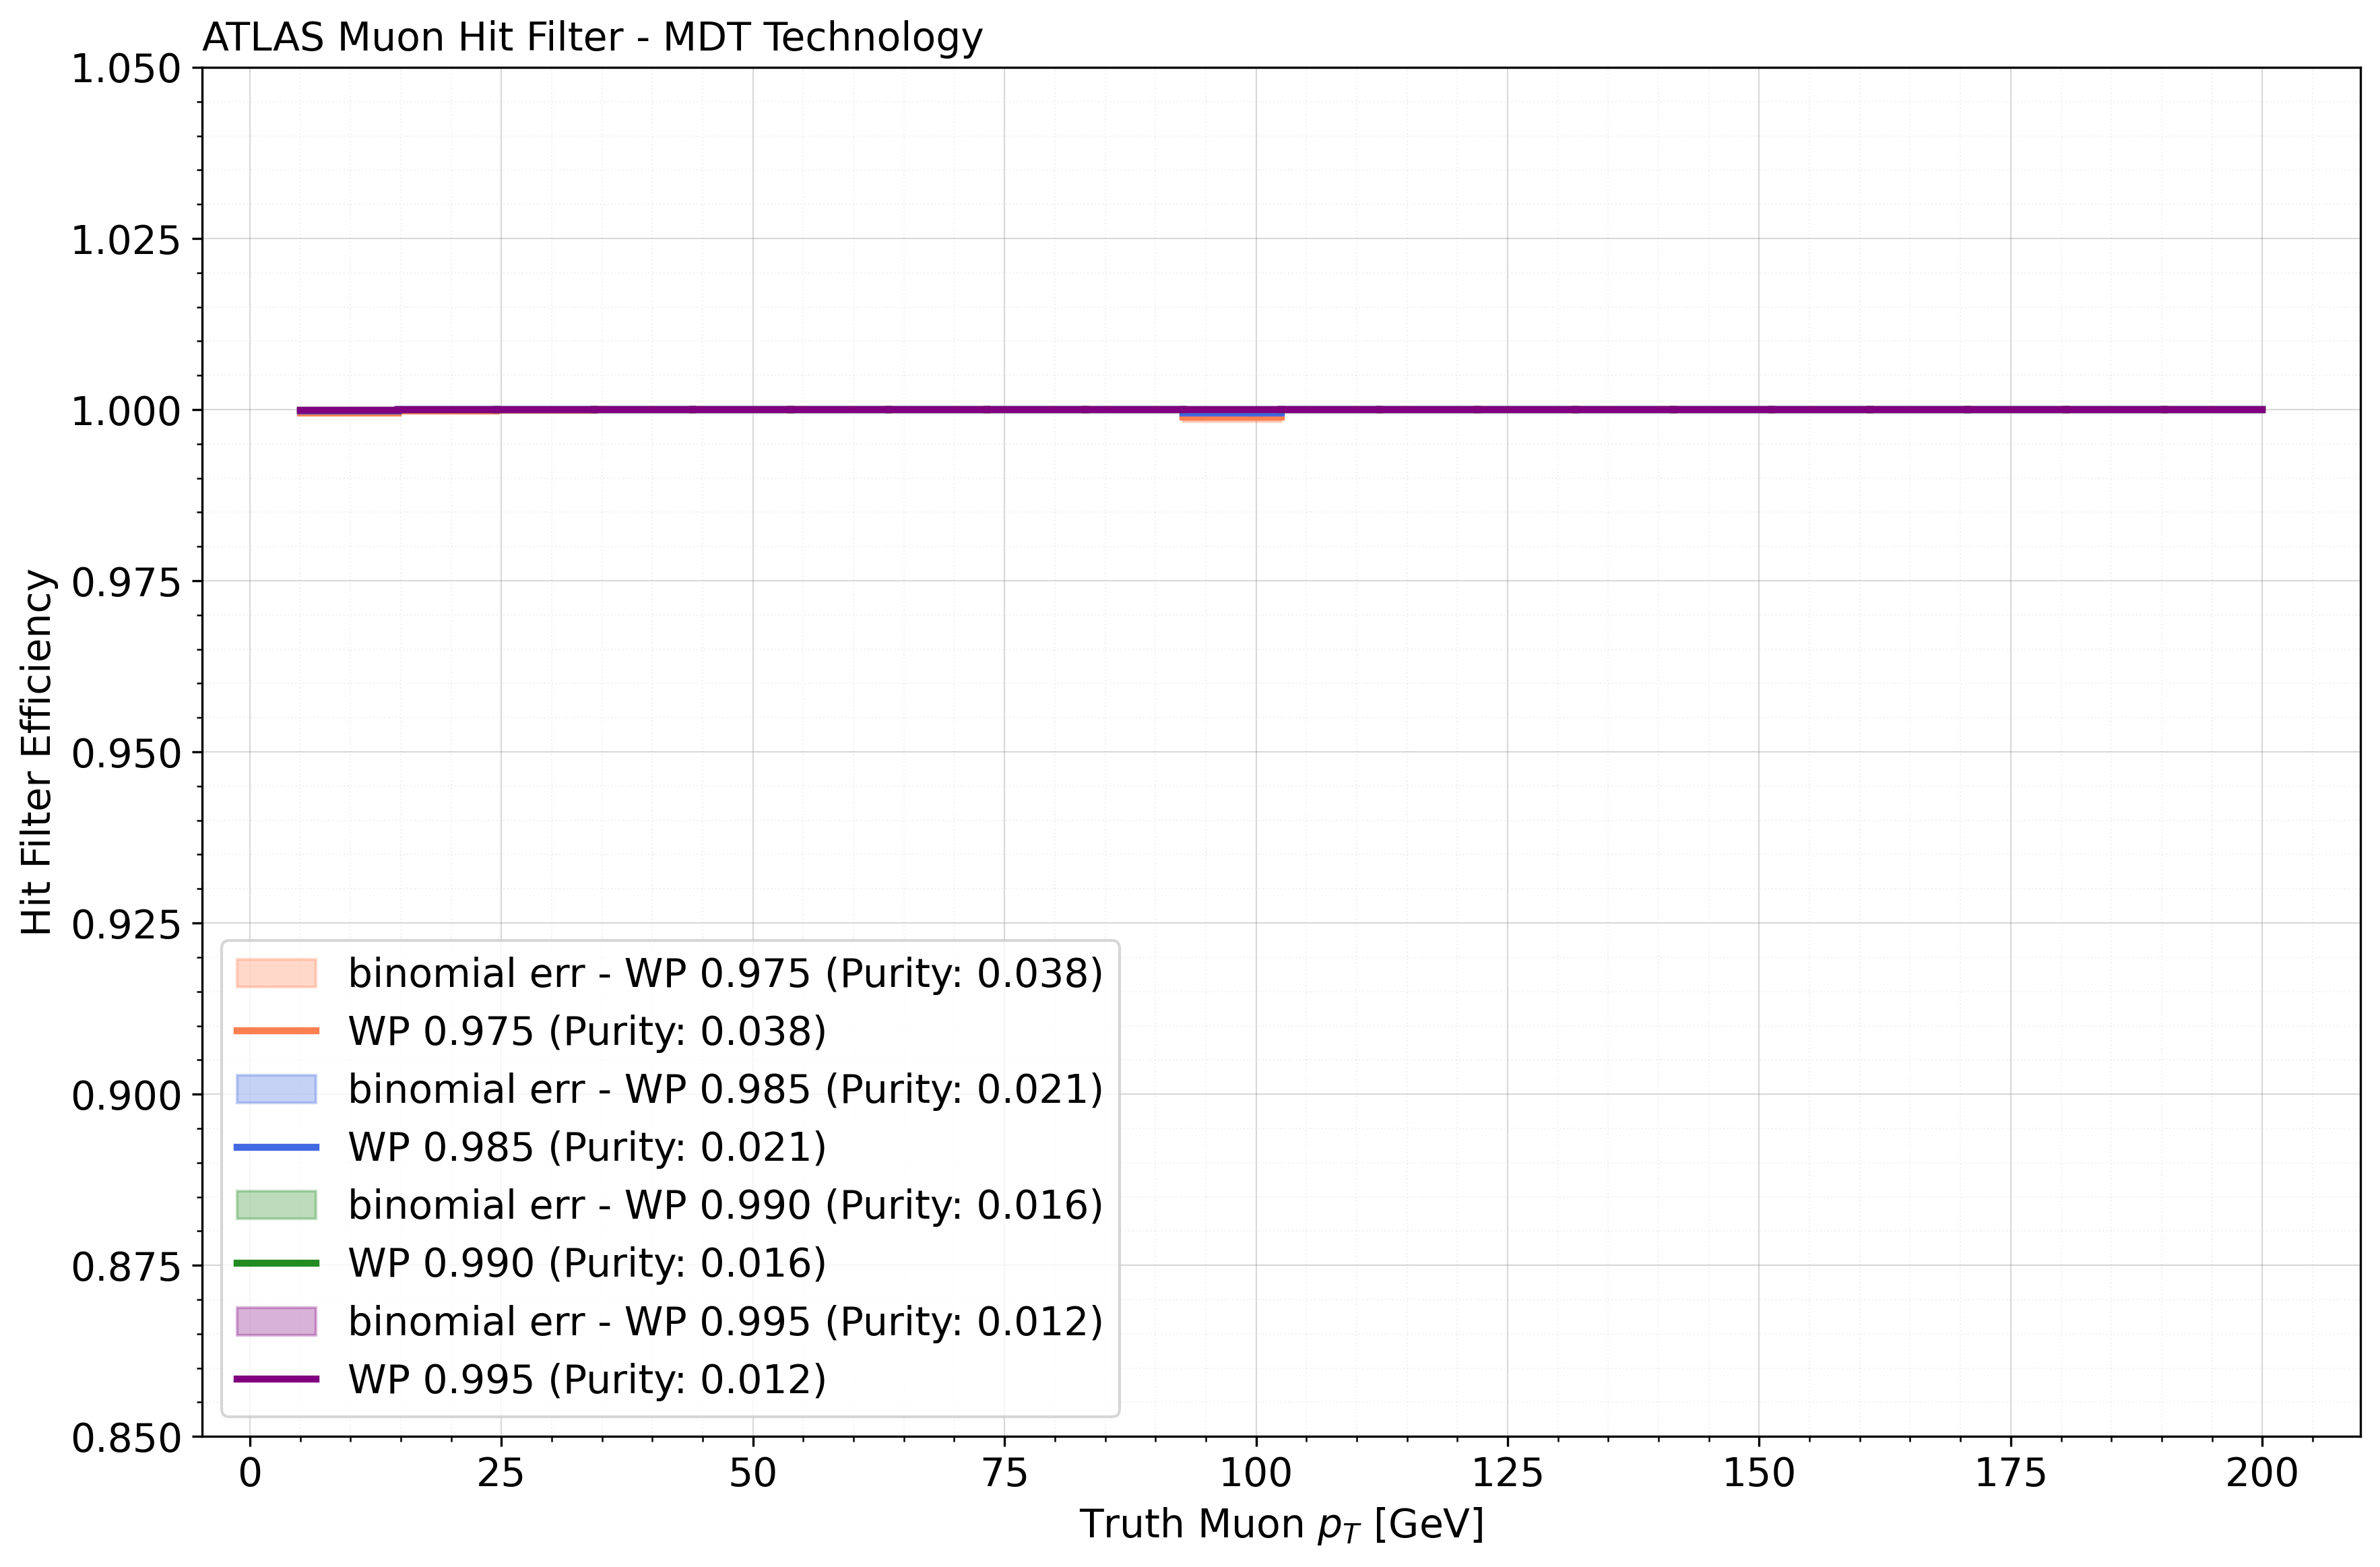 ATLAS Muon Hit Filter - MDT Technology
1.050
1.025
1.000
0.975
0.950
0.925
0.900
0.875
0.850
Hit Filter Efficiency
binomial err - WP 0.975 (Purity: 0.038)
WP 0.975 (Purity: 0.038)
binomial err - WP 0.985 (Purity: 0.021)
WP 0.985 (Purity: 0.021)
binomial err - WP 0.990 (Purity: 0.016)
WP 0.990 (Purity: 0.016)
binomial err - WP 0.995 (Purity: 0.012)
WP 0.995 (Purity: 0.012)
0 25 50 75 100 125 150 175 200
Truth Muon $p_T$ [GeV]